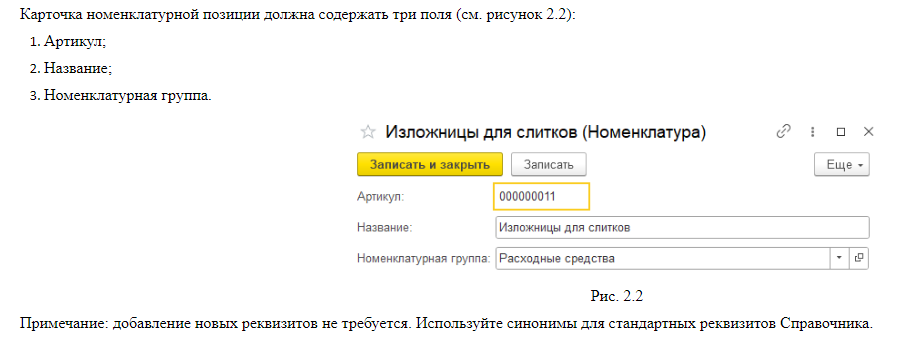 Карточка номенклатурной позиции должна содержать три поля (см. рисунок 2.2):
1. Артикул;
2. Название;
3. Номенклатурная группа.
Изложницы для слитков (Номенклатура)
Записать и закрыть Записать Еще
Артикул: 000000011
Название: Изложницы для слитков
Номенклатурная группа: Расходные средства
Рис. 2.2
Примечание: добавление новых реквизитов не требуется. Используйте синонимы для стандартных реквизитов Справочника.